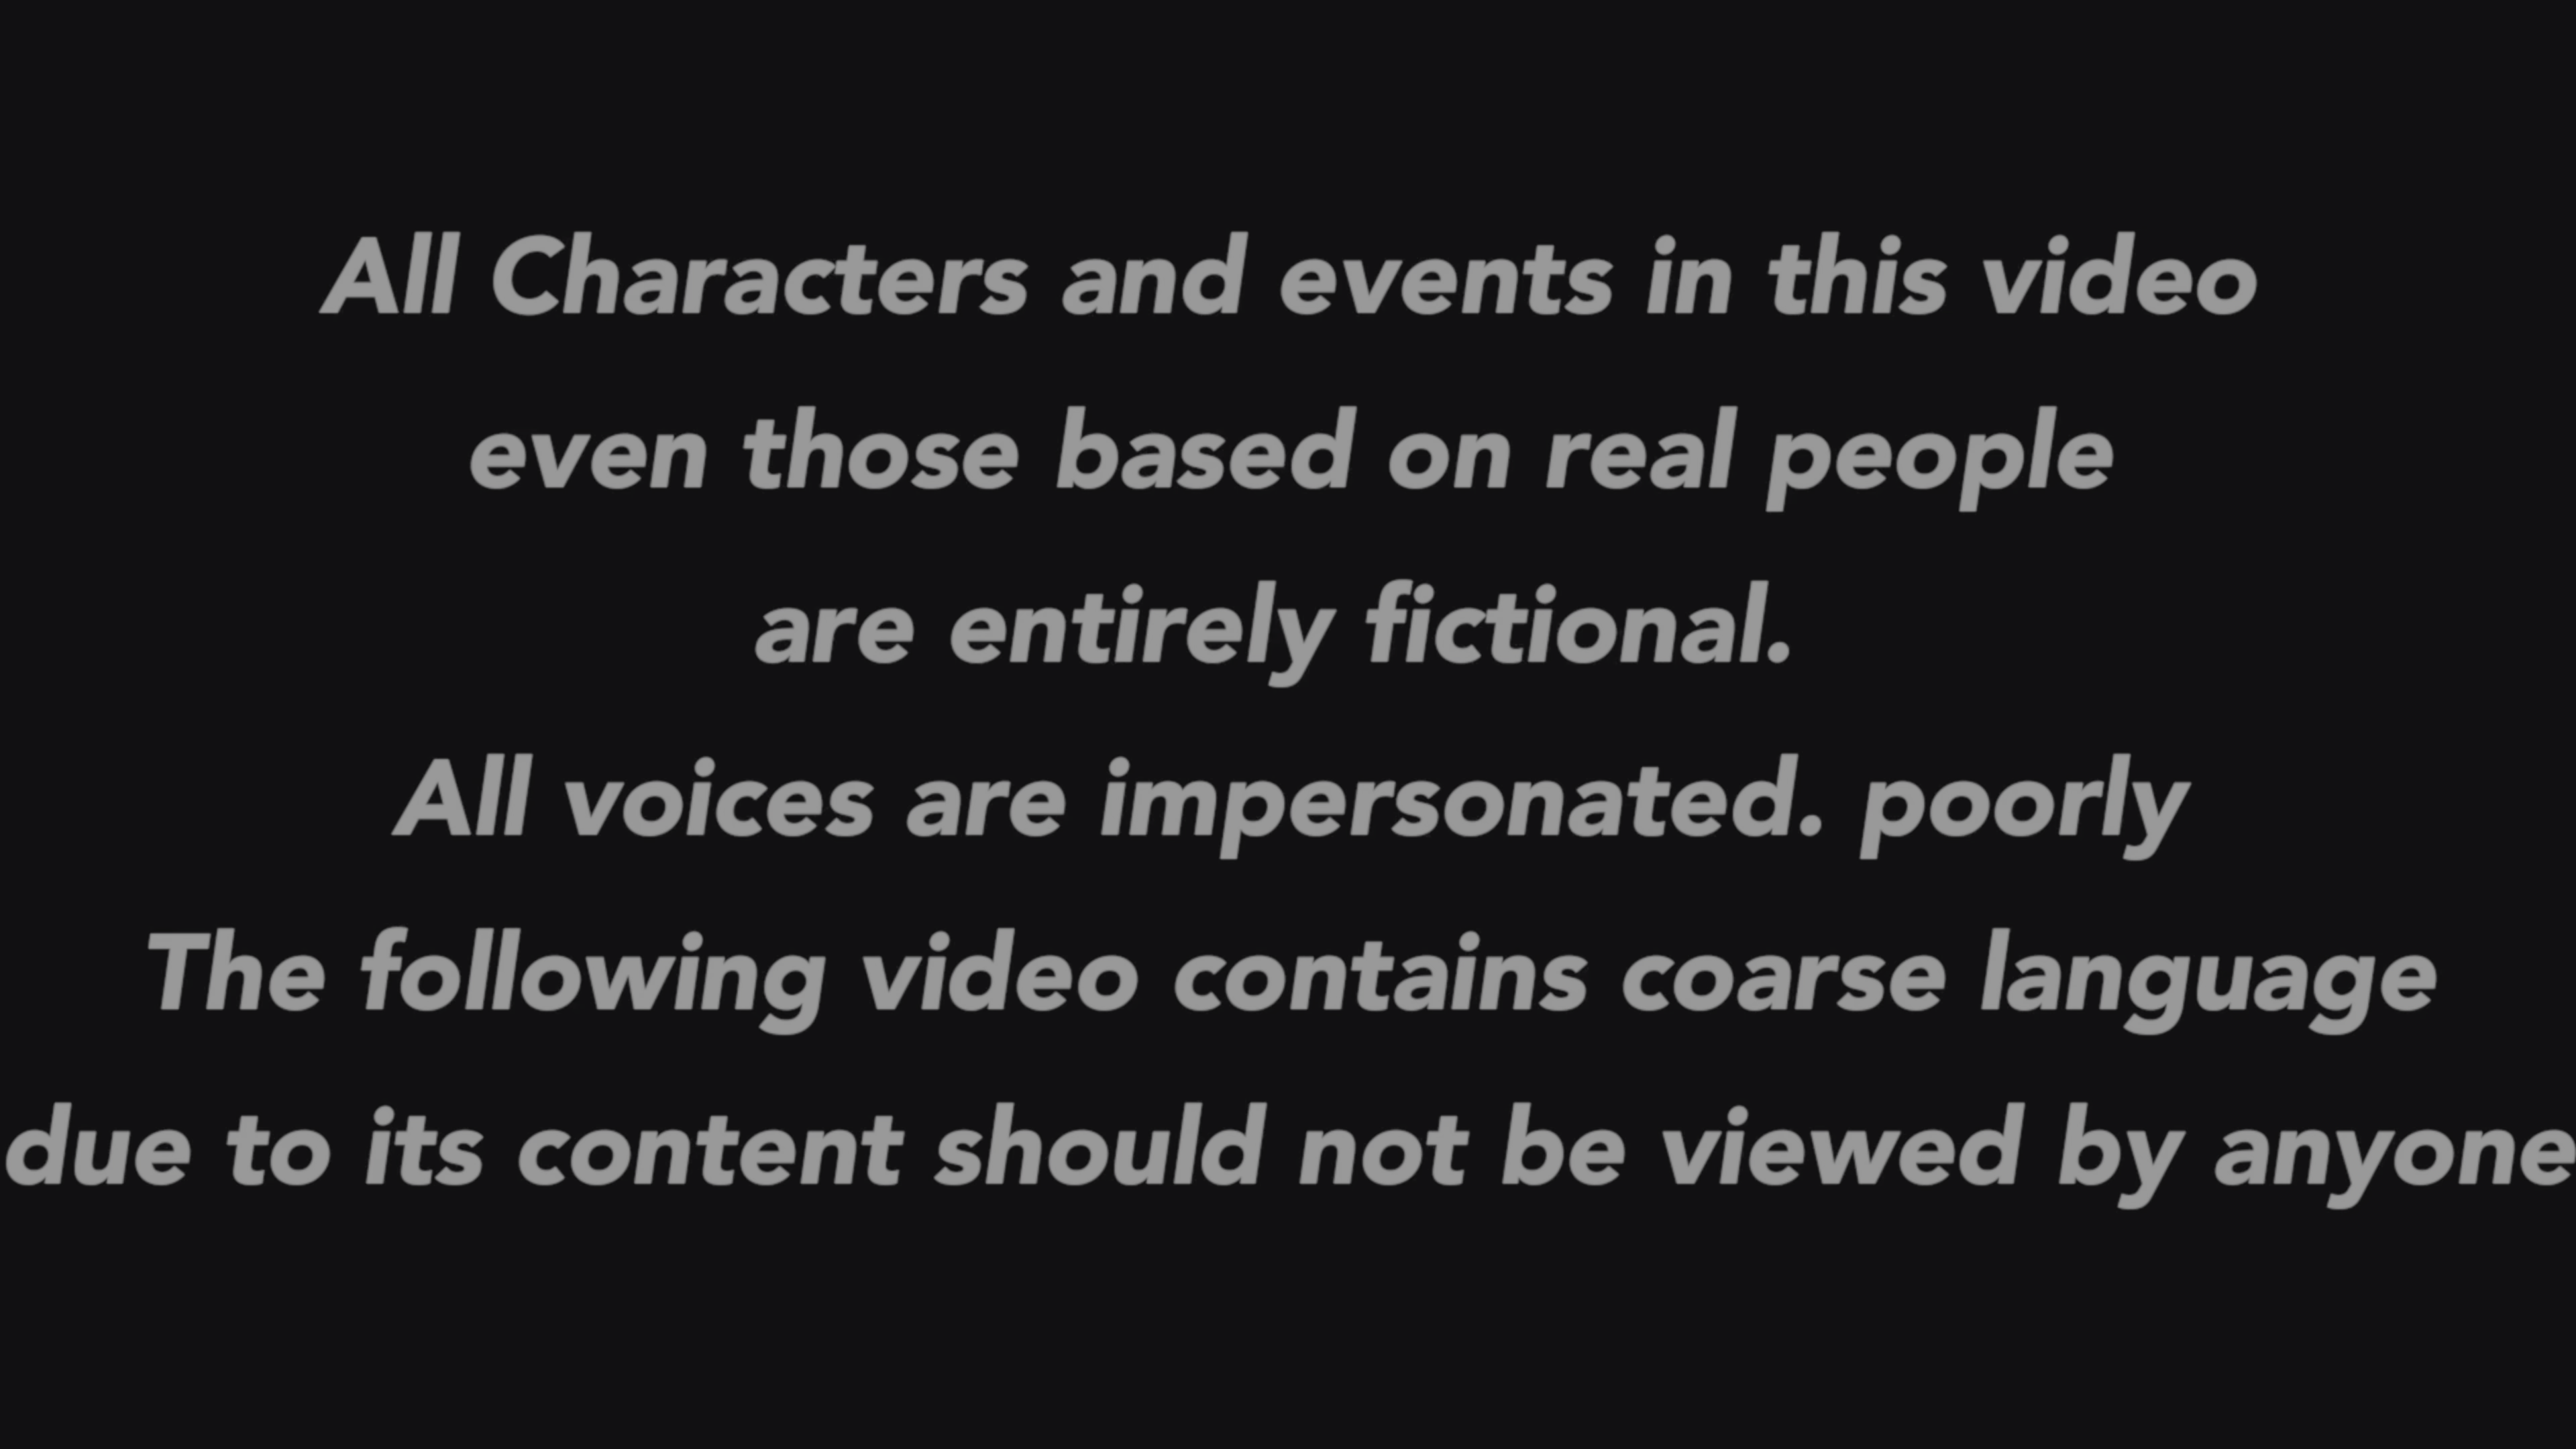 All Characters and events in this video
even those based on real people
are entirely fictional.
All voices are impersonated. poorly
The following video contains coarse language
due to its content should not be viewed by anyone